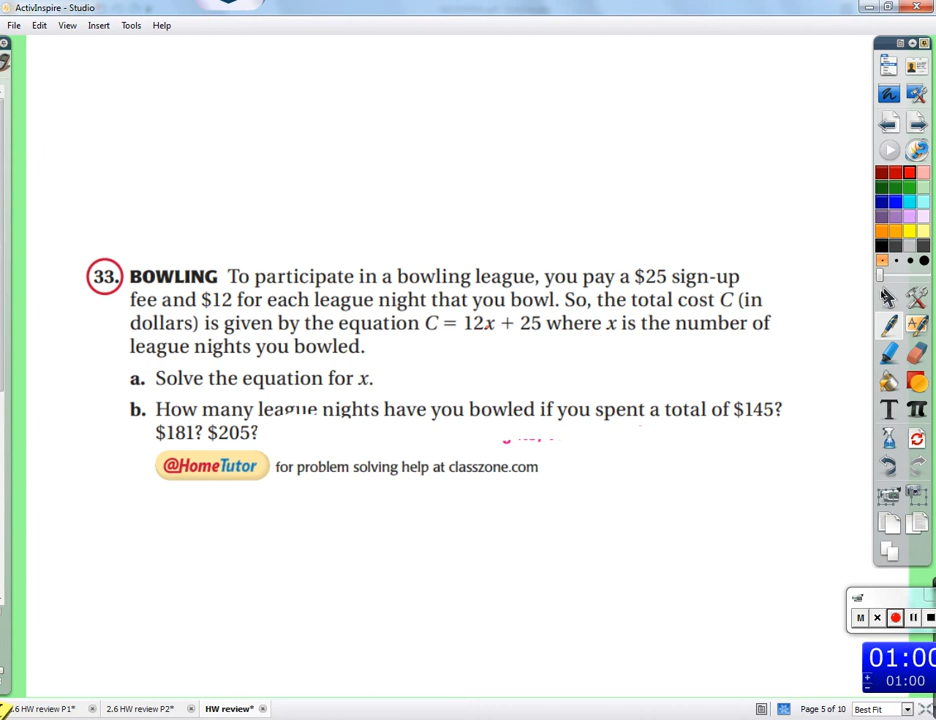 ActivInspire - Studio
File Edit View Insert Tools Help
33. BOWLING To participate in a bowling league, you pay a $25 sign-up
fee and $12 for each league night that you bowl. So, the total cost C (in
dollars) is given by the equation C = 12x + 25 where x is the number of
league nights you bowled.
a. Solve the equation for x.
b. How many league nights have you bowled if you spent a total of $145?
$181? $205?
@HomeTutor for problem solving help at classzone.com
M
01:00
01:00
.6 HW review P1* 2.6 HW review P2* HW review* Page 5 of 10 Best Fit